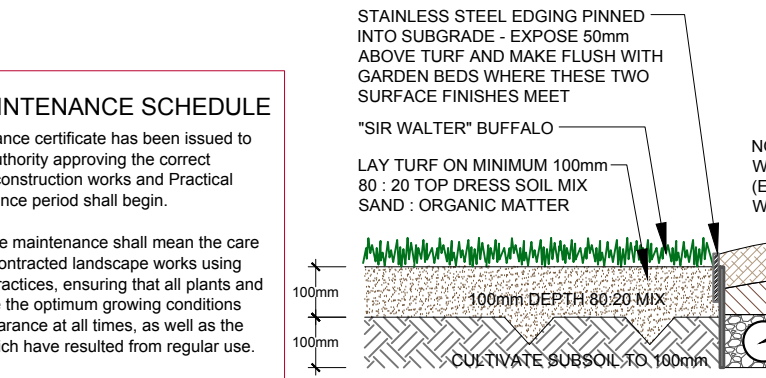 INTENANCE SCHEDULE
ance certificate has been issued to
uthority approving the correct
onstruction works and Practical
nce period shall begin.
e maintenance shall mean the care
ontracted landscape works using
ractices, ensuring that all plants and
e the optimum growing conditions
arance at all times, as well as the
ich have resulted from regular use.
STAINLESS STEEL EDGING PINNED
INTO SUBGRADE - EXPOSE 50mm
ABOVE TURF AND MAKE FLUSH WITH
GARDEN BEDS WHERE THESE TWO
SURFACE FINISHES MEET
"SIR WALTER" BUFFALO
LAY TURF ON MINIMUM 100mm
80 : 20 TOP DRESS SOIL MIX
SAND : ORGANIC MATTER
100mm
100mm DEPTH 80:20 MIX
100mm
CULTIVATE SUBSOIL TO 100mm
NO
W
(E
W